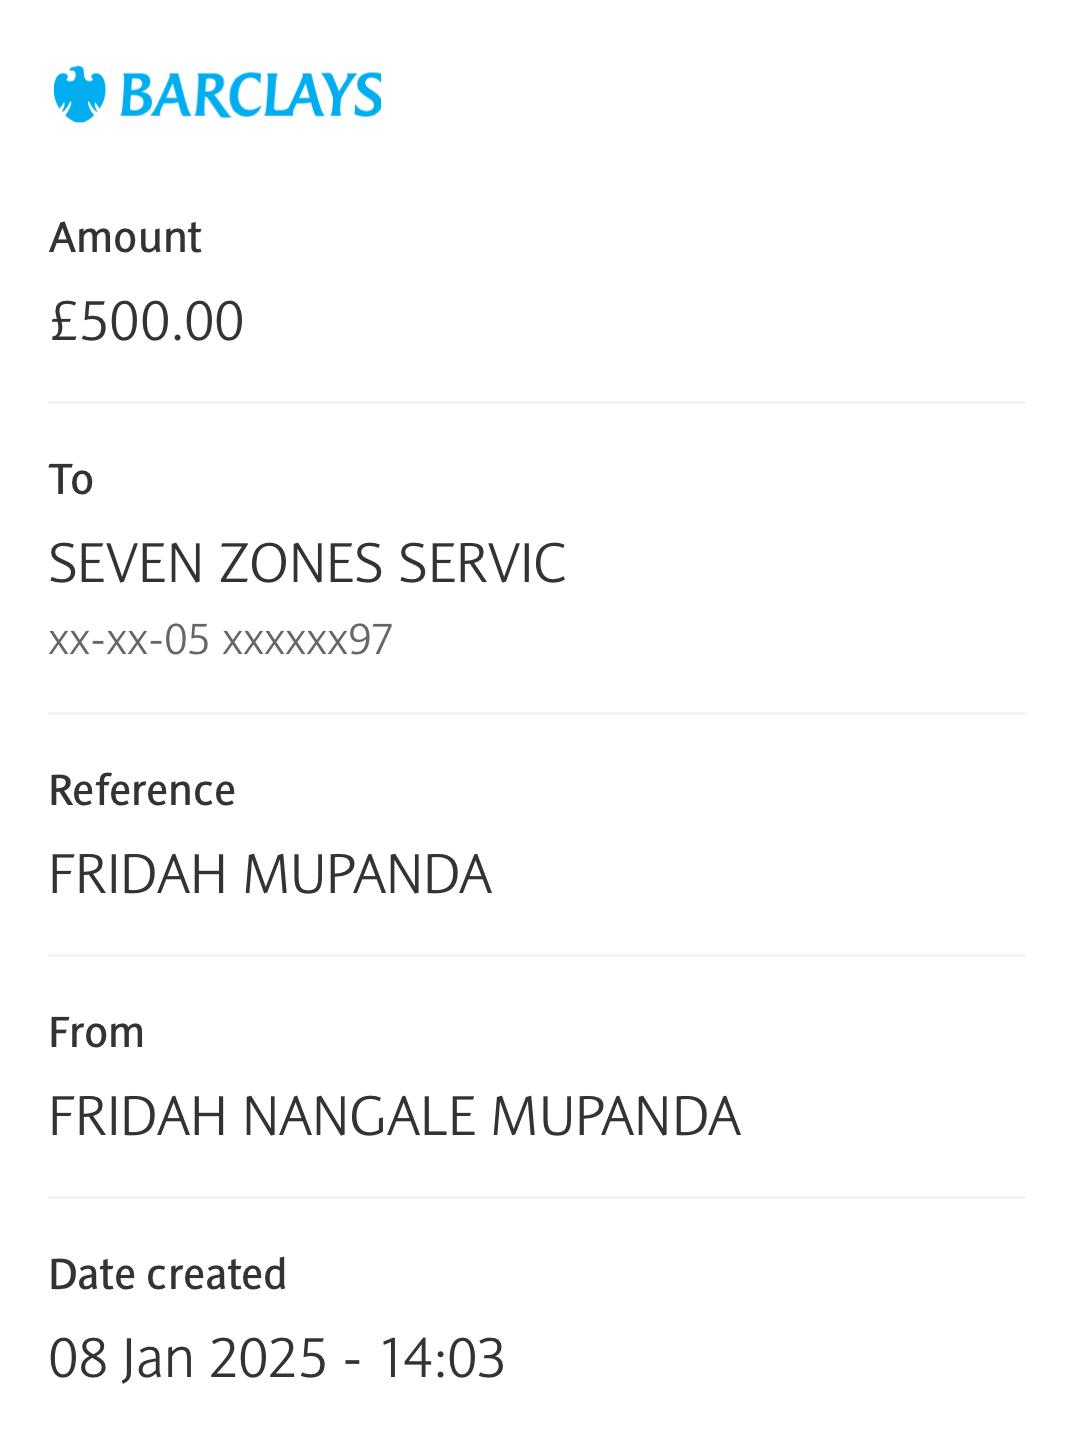 BARCLAYS
Amount
£500.00
To
SEVEN ZONES SERVIC
xx-xx-05 xxxxxx97
Reference
FRIDAH MUPANDA
From
FRIDAH NANGALE MUPANDA
Date created
08 Jan 2025 - 14:03